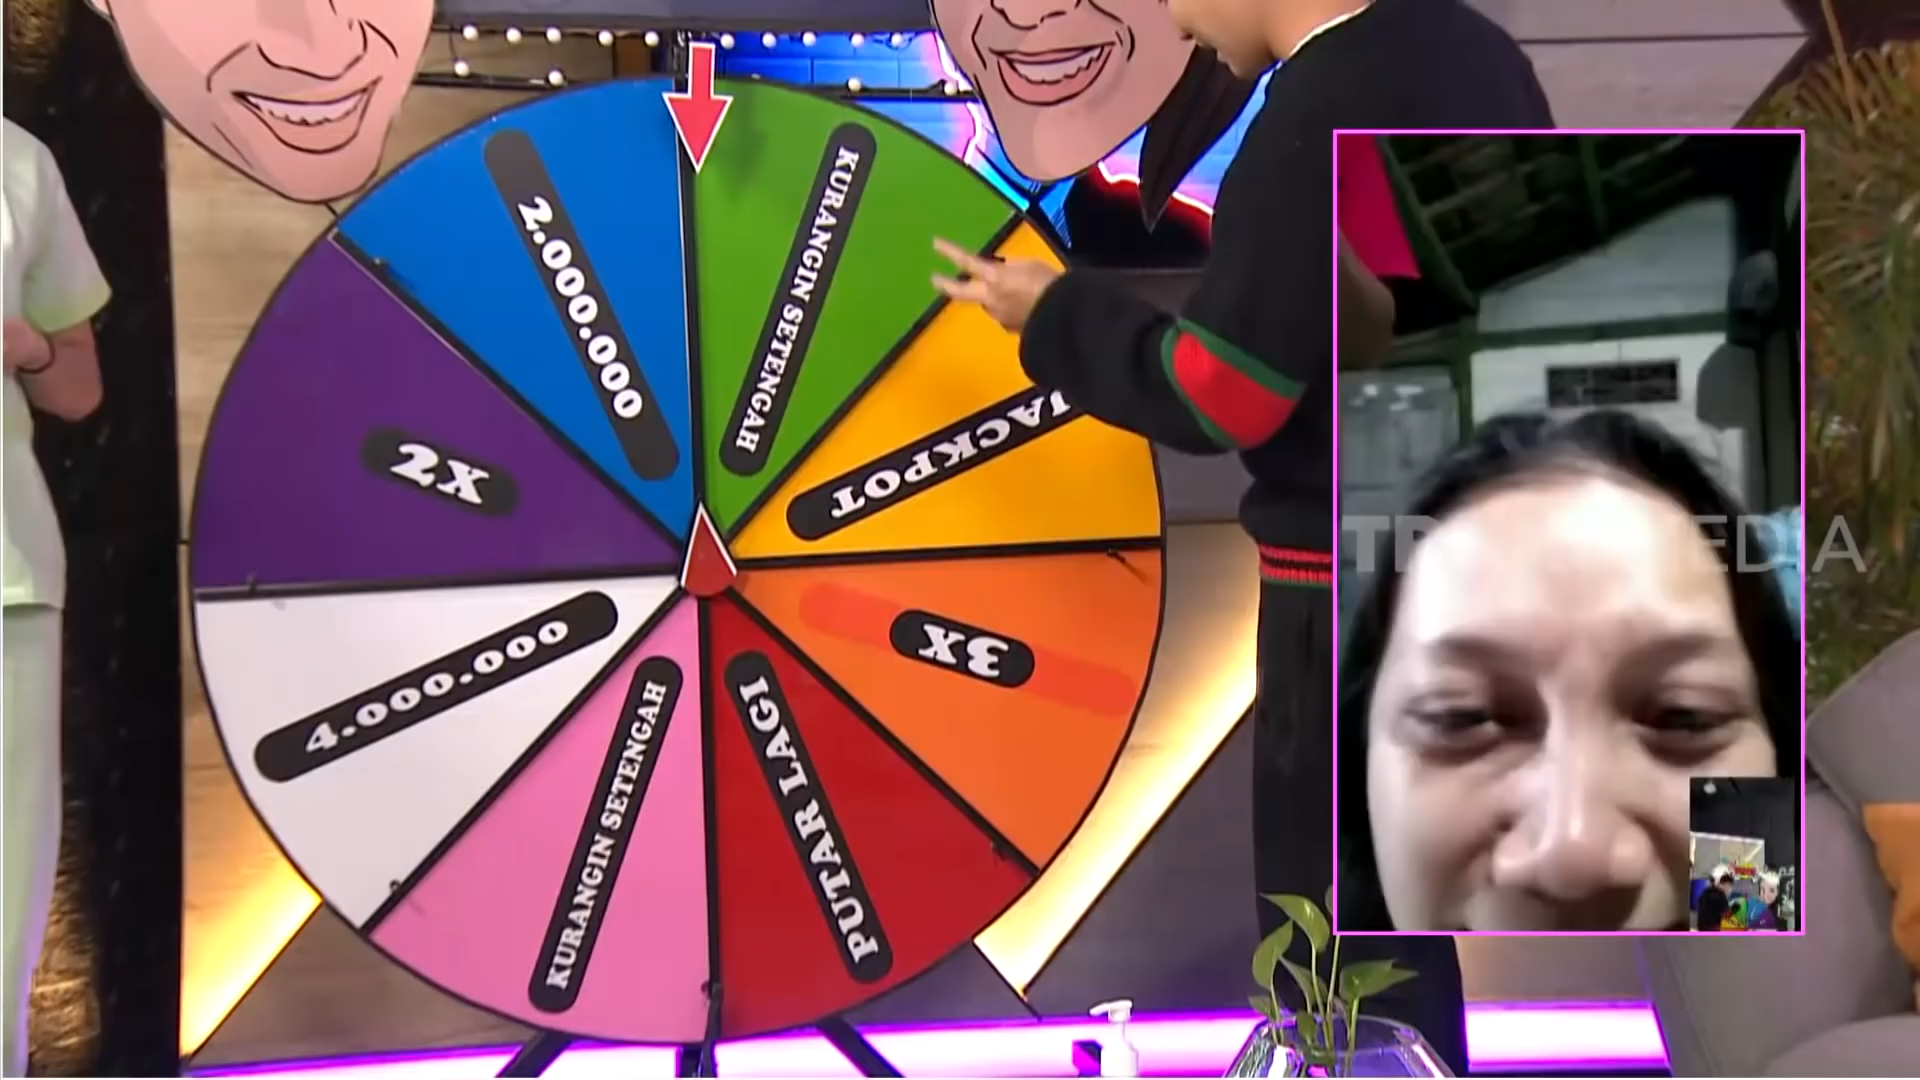 2.000.000
KURANGIN SETENGAH
JACKPOT
3X
PUTAR LAGI
KURANGIN SETENGAH
4.000.000
2X